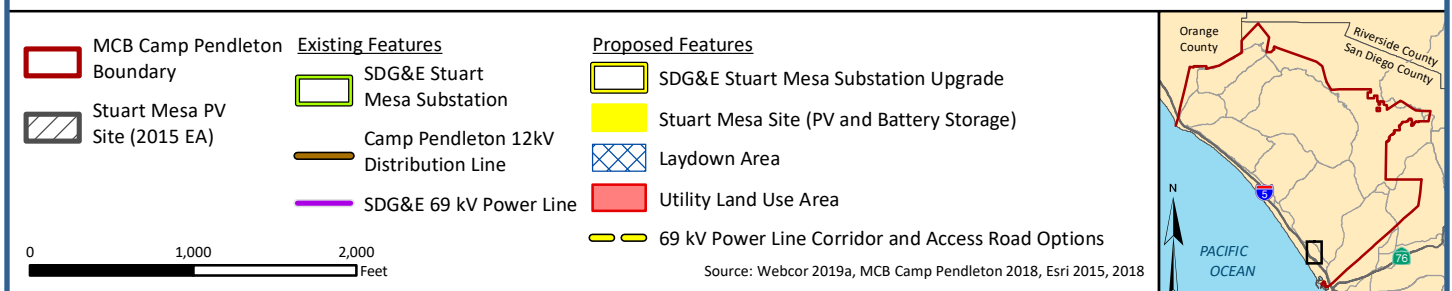 MCB Camp Pendleton
Boundary
Stuart Mesa PV
Site (2015 EA)
Existing Features
SDG&E Stuart
Mesa Substation
Camp Pendleton 12kV
Distribution Line
SDG&E 69 kV Power Line
Proposed Features
SDG&E Stuart Mesa Substation Upgrade
Stuart Mesa Site (PV and Battery Storage)
Laydown Area
Utility Land Use Area
69 kV Power Line Corridor and Access Road Options
0 1,000 2,000
Feet
Source: Webcor 2019a, MCB Camp Pendleton 2018, Esri 2015, 2018
Orange
County
Riverside County
San Diego County
5
N
PACIFIC
OCEAN
76